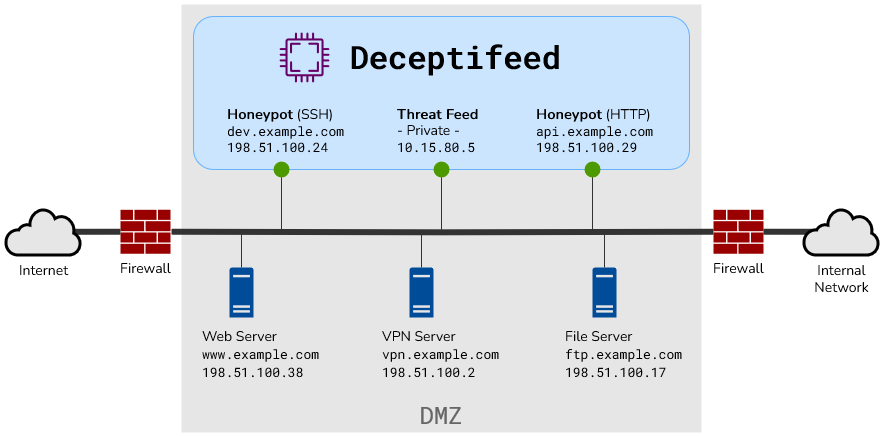 Deceptifeed
Honeypot (SSH)
dev.example.com
198.51.100.24
Threat Feed
- Private -
10.15.80.5
Honeypot (HTTP)
api.example.com
198.51.100.29
Internet
Firewall
Firewall
Internal
Network
Web Server
www.example.com
198.51.100.38
VPN Server
vpn.example.com
198.51.100.2
File Server
ftp.example.com
198.51.100.17
DMZ